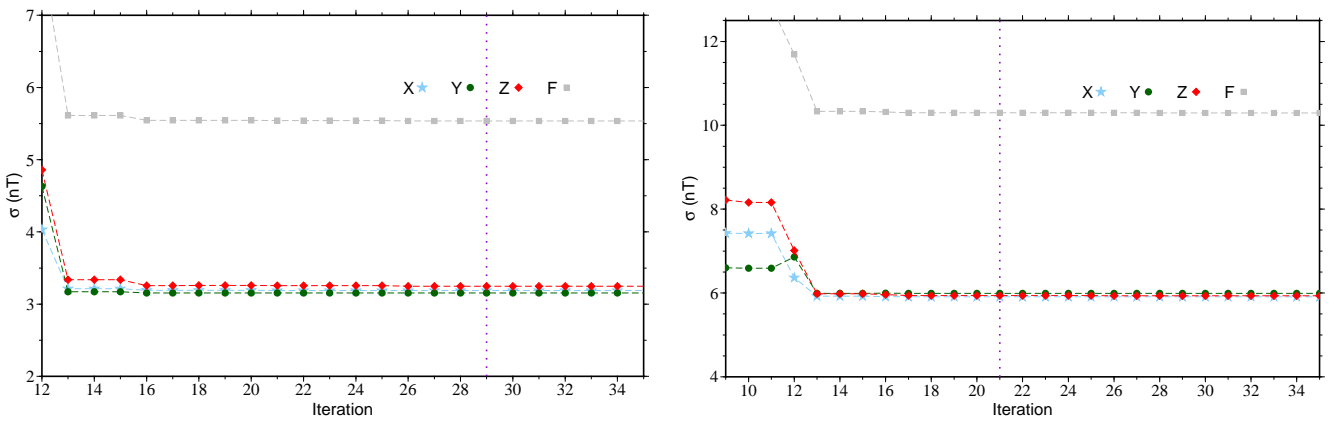 7
6
5
4
3
2
σ (nT)
X Y Z F
12 14 16 18 20 22 24 26 28 30 32 34
Iteration
12
10
8
6
4
σ (nT)
X Y Z F
10 12 14 16 18 20 22 24 26 28 30 32 34
Iteration